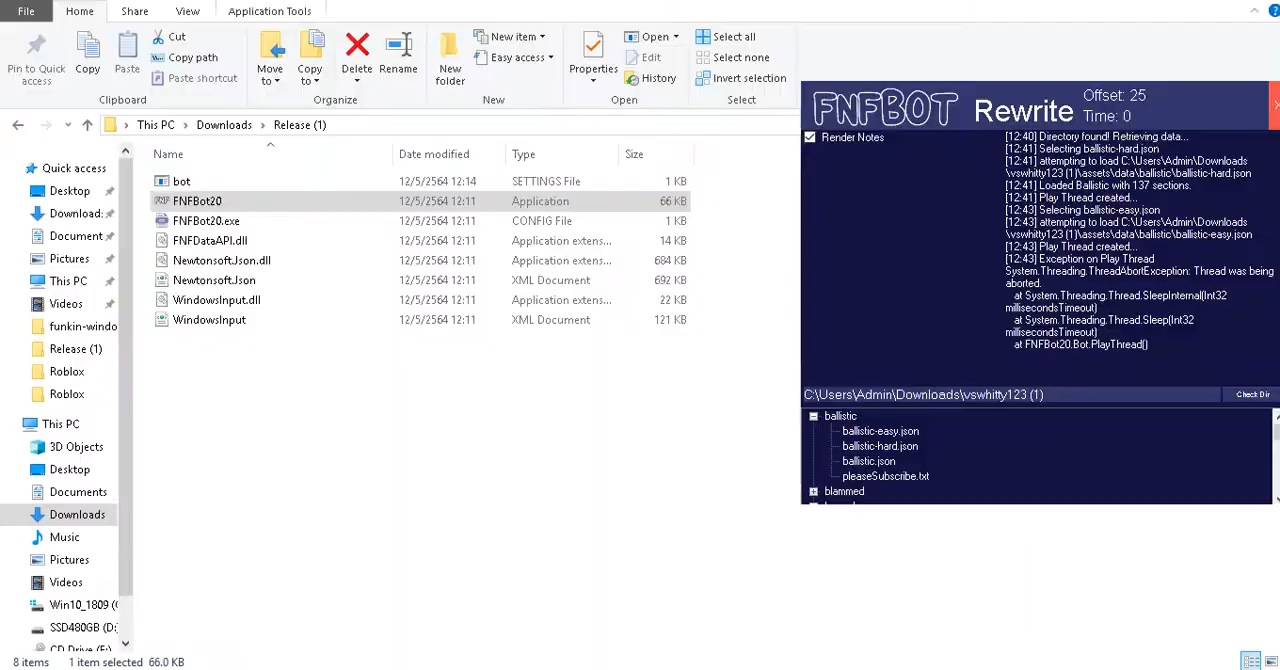 File Home Share View Application Tools
Pin to Quick access
Copy
Paste
Cut
Copy path
Paste shortcut
Clipboard
Move to
Copy to
Delete
Rename
Organize
New folder
New item
Easy access
New
Properties
Open
Edit
History
Open
Select all
Select none
Invert selection
Select
This PC › Downloads › Release (1)
Name Date modified Type Size
bot 12/5/2564 12:14 SETTINGS File 1 KB
FNFBot20 12/5/2564 12:11 Application 66 KB
FNFBot20.exe 12/5/2564 12:11 CONFIG File 1 KB
FNFDataAPI.dll 12/5/2564 12:11 Application extens... 14 KB
Newtonsoft.Json.dll 12/5/2564 12:11 Application extens... 684 KB
Newtonsoft.Json 12/5/2564 12:11 XML Document 692 KB
WindowsInput.dll 12/5/2564 12:11 Application extens... 22 KB
WindowsInput 12/5/2564 12:11 XML Document 121 KB
Quick access
Desktop
Download:
Document
Pictures
This PC
Videos
funkin-windo
Release (1)
Roblox
Roblox
This PC
3D Objects
Desktop
Documents
Downloads
Music
Pictures
Videos
Win10_1809 (
SSD480GB (D:
CD Drive (F:)
8 items 1 item selected 66.0 KB
FNFBOT Rewrite
Offset: 25
Time: 0
Render Notes
[12:40] Directory found! Retrieving data...
[12:41] Selecting ballistic-hard.json
[12:41] attempting to load C:\Users\Admin\Downloads
\vswhitty123 (1)\assets\data\ballistic\ballistic-hard.json
[12:41] Loaded Ballistic with 137 sections.
[12:41] Play Thread created...
[12:43] Selecting ballistic-easy.json
[12:43] attempting to load C:\Users\Admin\Downloads
\vswhitty123 (1)\assets\data\ballistic\ballistic-easy.json
[12:43] Play Thread created...
[12:43] Exception on Play Thread
System.Threading.ThreadAbortException: Thread was being
aborted.
at System.Threading.Thread.SleepInternal(Int32
millisecondsTimeout)
at System.Threading.Thread.Sleep(Int32
millisecondsTimeout)
at FNFBot20.Bot.PlayThread()
C:\Users\Admin\Downloads\vswhitty123 (1) Check Dir
ballistic
ballistic-easy.json
ballistic-hard.json
ballistic.json
pleaseSubscribe.txt
blammed